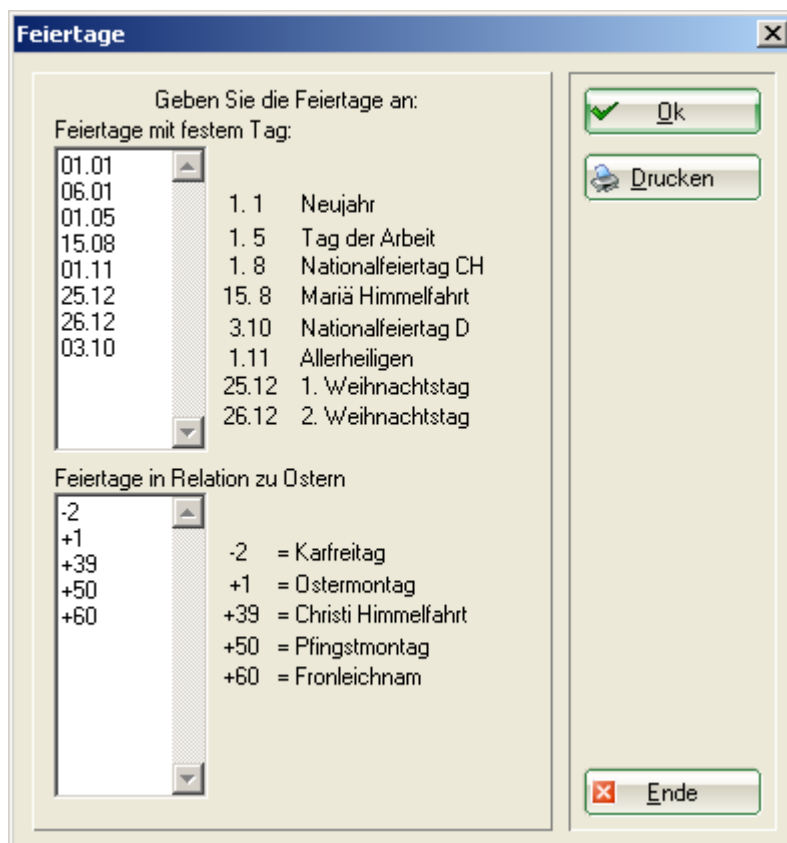 Feiertage
Geben Sie die Feiertage an:
Feiertage mit festem Tag:
01.01
06.01
01.05
15.08
01.11
25.12
26.12
03.10
1. 1 Neujahr
1. 5 Tag der Arbeit
1. 8 Nationalfeiertag CH
15. 8 Mariä Himmelfahrt
3.10 Nationalfeiertag D
1.11 Allerheiligen
25.12 1. Weihnachtstag
26.12 2. Weihnachtstag
Feiertage in Relation zu Ostern
-2
+1
+39
+50
+60
-2 = Karfreitag
+1 = Ostermontag
+39 = Christi Himmelfahrt
+50 = Pfingstmontag
+60 = Fronleichnam
Ok
Drucken
Ende